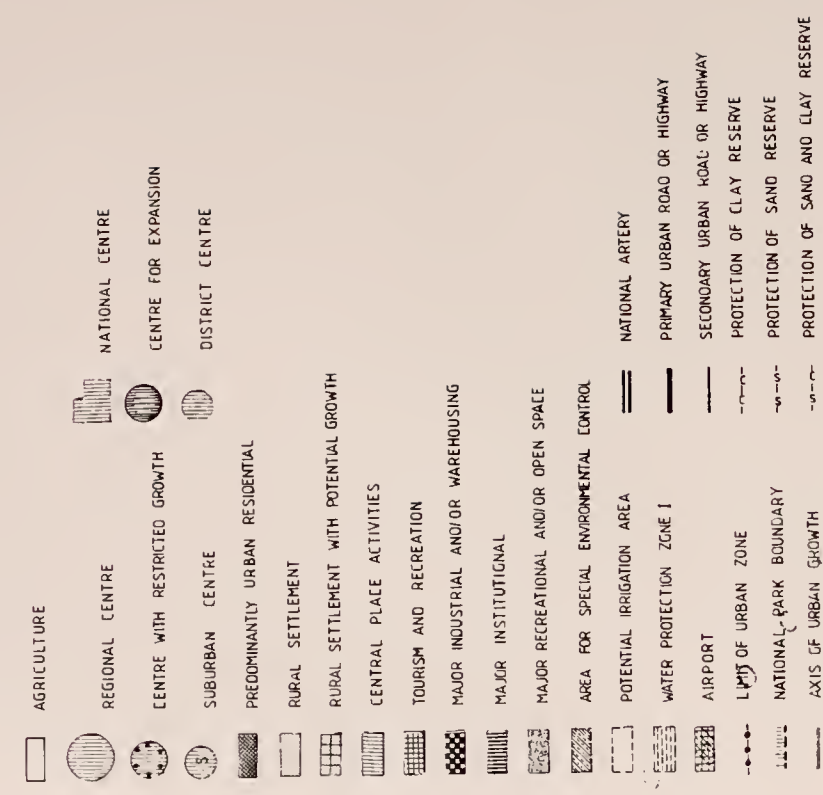 AGRICULTURE
REGIONAL CENTRE
NATIONAL CENTRE
CENTRE WITH RESTRICTED GROWTH
CENTRE FOR EXPANSION
S
SUBURBAN CENTRE
DISTRICT CENTRE
PREDOMINANTLY URBAN RESIDENTIAL
RURAL SETTLEMENT
RURAL SETTLEMENT WITH POTENTIAL GROWTH
CENTRAL PLACE ACTIVITIES
TOURISM AND RECREATION
MAJOR INDUSTRIAL AND/OR WAREHOUSING
MAJOR INSTITUTIONAL
MAJOR RECREATIONAL AND/OR OPEN SPACE
AREA FOR SPECIAL ENVIRONMENTAL CONTROL
POTENTIAL IRRIGATION AREA
NATIONAL ARTERY
WATER PROTECTION ZONE I
PRIMARY URBAN ROAD OR HIGHWAY
AIRPORT
SECONDARY URBAN ROAD OR HIGHWAY
LIMIT OF URBAN ZONE
-C-C- PROTECTION OF CLAY RESERVE
NATIONAL PARK BOUNDARY
-S-S- PROTECTION OF SAND RESERVE
AXIS OF URBAN GROWTH
-S-C- PROTECTION OF SAND AND CLAY RESERVE